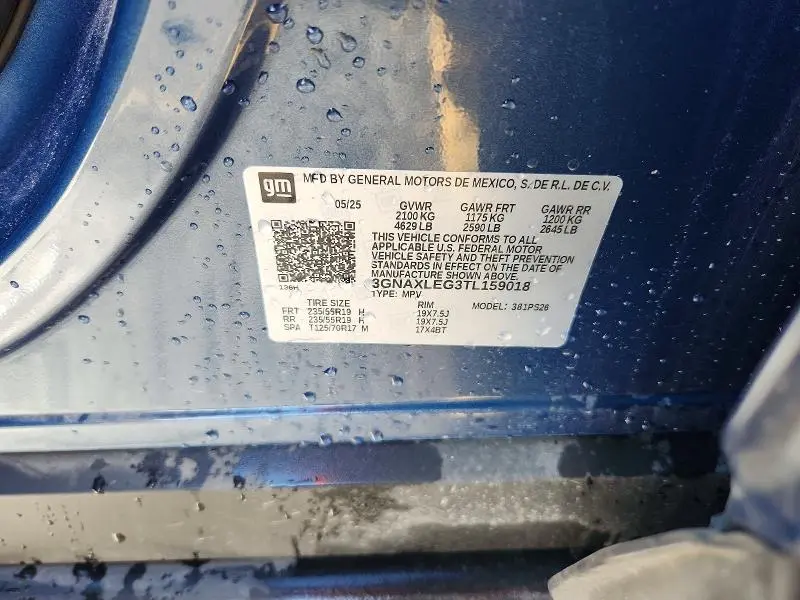 gm MFD BY GENERAL MOTORS DE MEXICO, S. DE R.L. DE C.V.
05/25 GVWR GAWR FRT GAWR RR
2100 KG 1175 KG 1200 KG
4629 LB 2590 LB 2645 LB
THIS VEHICLE CONFORMS TO ALL
APPLICABLE U.S. FEDERAL MOTOR
VEHICLE SAFETY AND THEFT PREVENTION
STANDARDS IN EFFECT ON THE DATE OF
MANUFACTURE SHOWN ABOVE.
3GNAXLEG3TL159018
TYPE: MPV
MODEL: 381PS26
TIRE SIZE RIM
FRT 235/55R19 H 19X7.5J
RR 235/55R19 H 19X7.5J
SPA T125/70R17 M 17X4BT